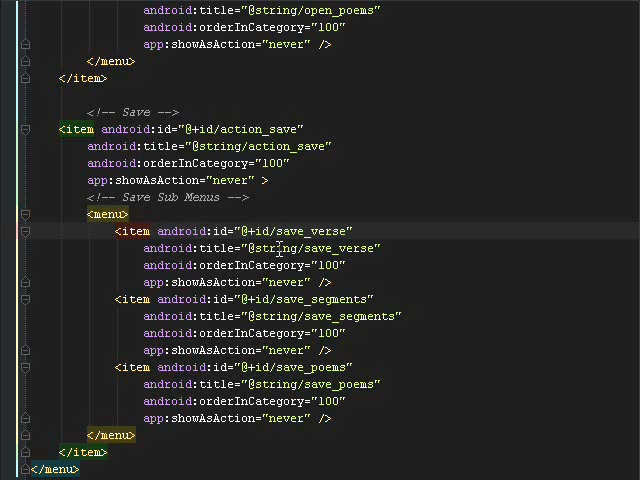 android:title="@string/open_poems"
android:orderInCategory="100"
app:showAsAction="never" />
</menu>
</item>
<!-- Save -->
<item android:id="@+id/action_save"
android:title="@string/action_save"
android:orderInCategory="100"
app:showAsAction="never" >
<!-- Save Sub Menus -->
<menu>
<item android:id="@+id/save_verse"
android:title="@string/save_verse"
android:orderInCategory="100"
app:showAsAction="never" />
<item android:id="@+id/save_segments"
android:title="@string/save_segments"
android:orderInCategory="100"
app:showAsAction="never" />
<item android:id="@+id/save_poems"
android:title="@string/save_poems"
android:orderInCategory="100"
app:showAsAction="never" />
</menu>
</item>
</menu>